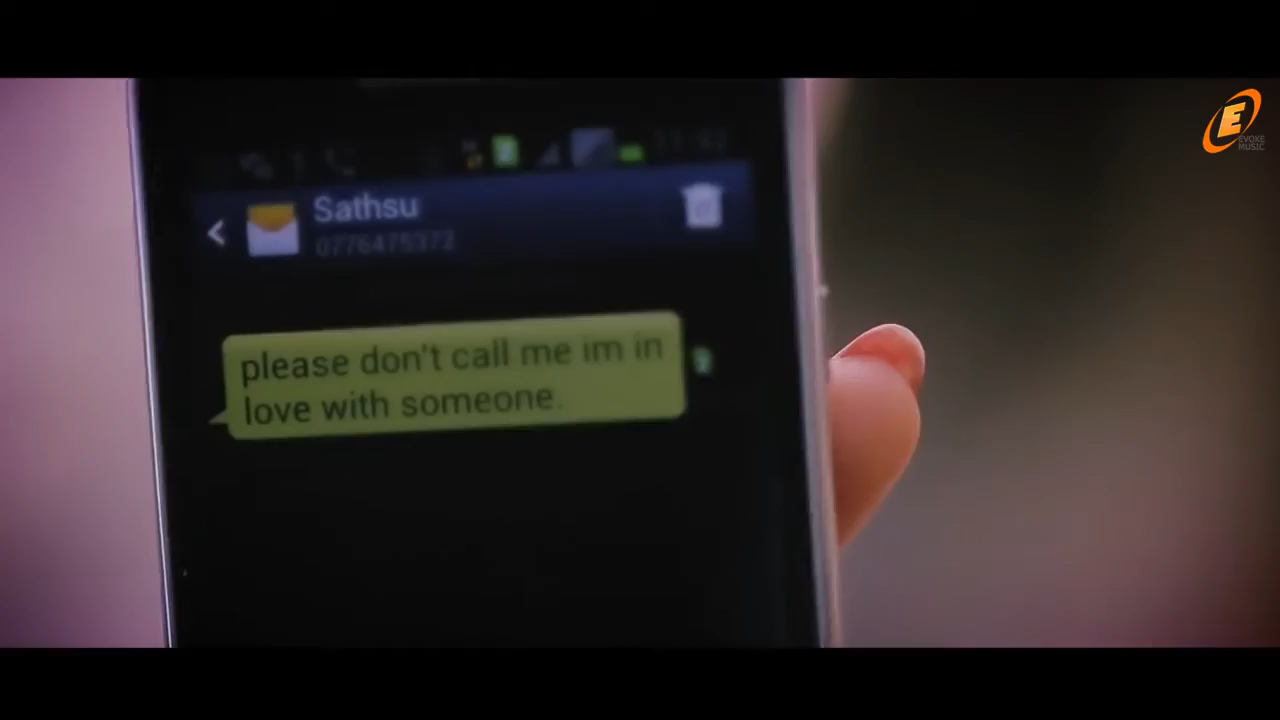 Sathsu
please don't call me im in
love with someone.
E
EVOKE
MUSIC